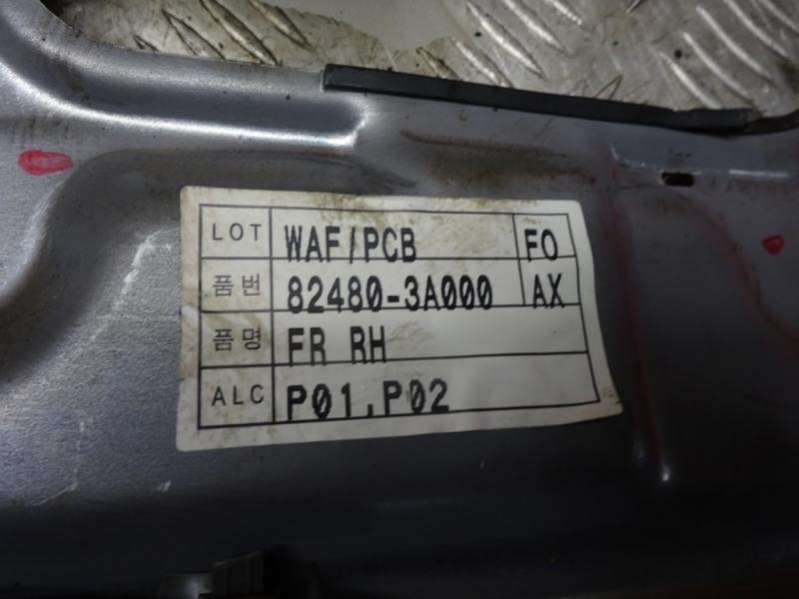 LOT WAF/PCB FO
품번 82480-3A000 AX
품명 FR RH
ALC P01,P02